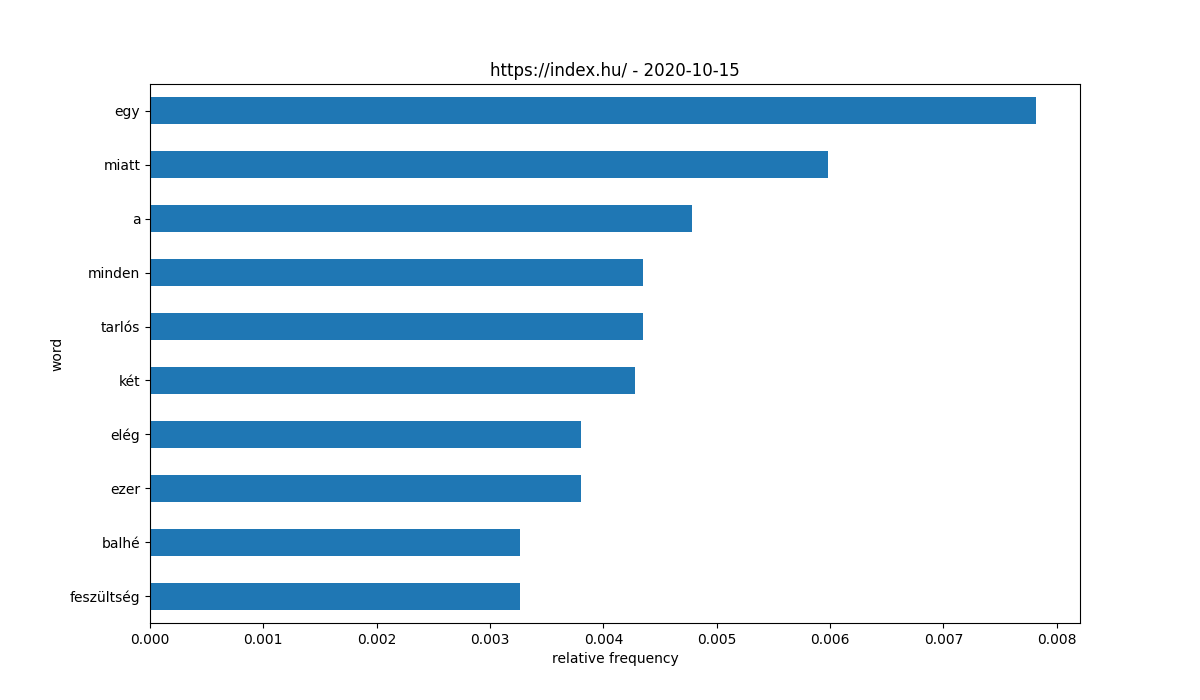 https://index.hu/ - 2020-10-15
egy
miatt
a
minden
tarlós
két
elég
ezer
balhé
feszültség
word
0.000 0.001 0.002 0.003 0.004 0.005 0.006 0.007 0.008
relative frequency